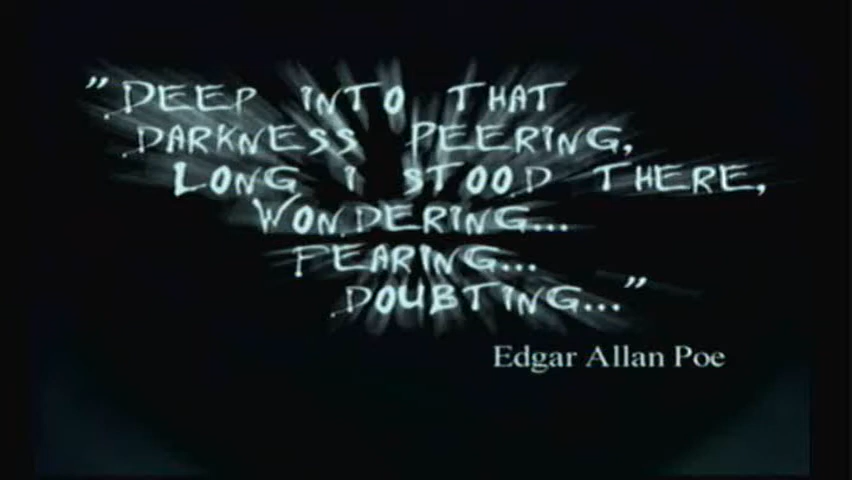 "DEEP INTO THAT
DARKNESS PEERING,
LONG I STOOD THERE,
WONDERING...
FEARING...
DOUBTING..."
Edgar Allan Poe